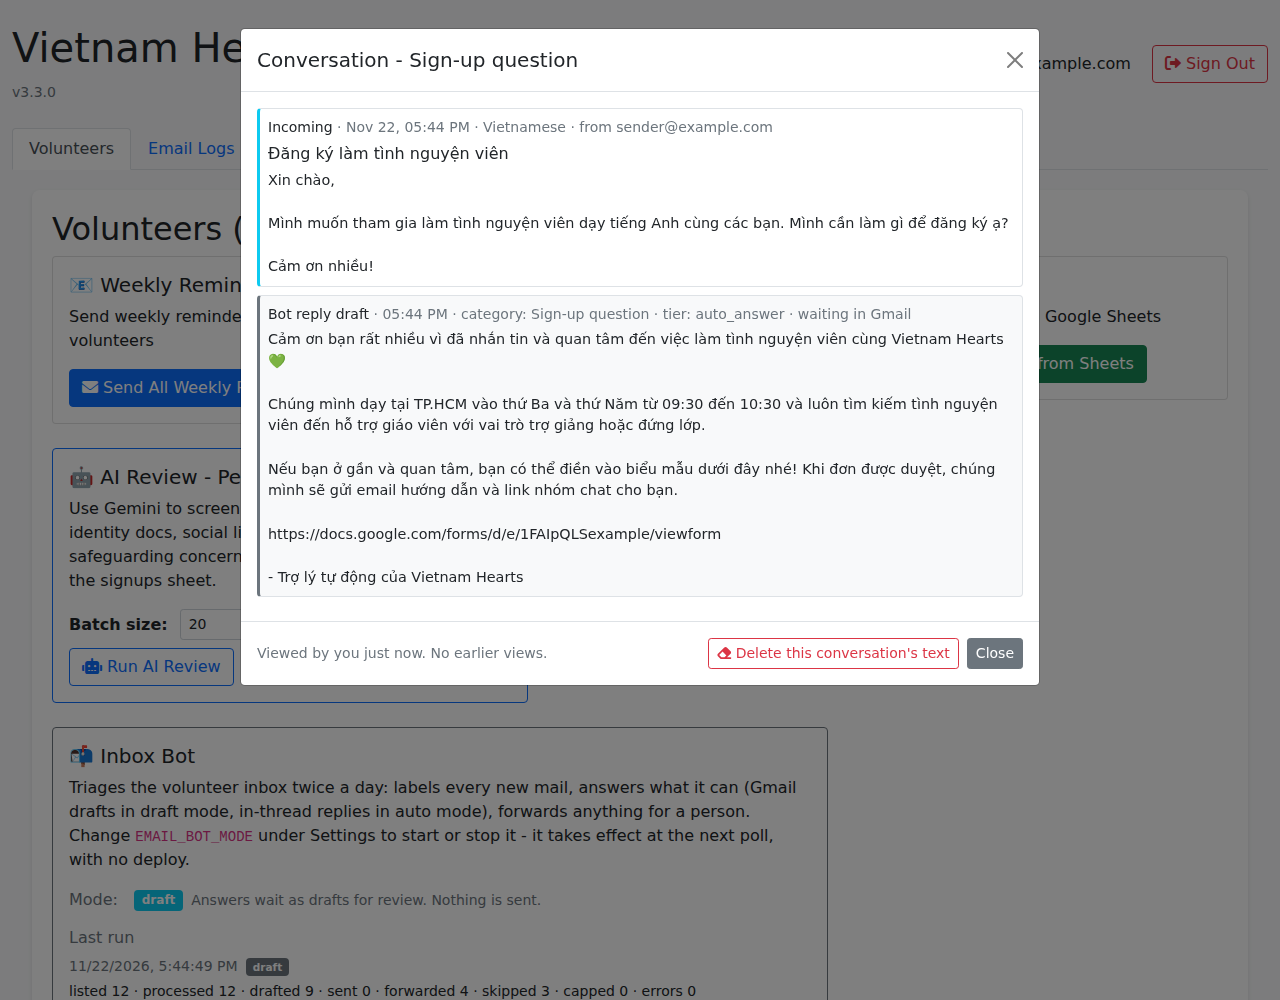 Vietnam He
v3.3.0
ample.com
Sign Out
Volunteers
Email Logs
Conversation - Sign-up question
Incoming · Nov 22, 05:44 PM · Vietnamese · from sender@example.com
Đăng ký làm tình nguyện viên
Xin chào,
Mình muốn tham gia làm tình nguyện viên dạy tiếng Anh cùng các bạn. Mình cần làm gì để đăng ký ạ?
Cảm ơn nhiều!
Bot reply draft · 05:44 PM · category: Sign-up question · tier: auto_answer · waiting in Gmail
Cảm ơn bạn rất nhiều vì đã nhắn tin và quan tâm đến việc làm tình nguyện viên cùng Vietnam Hearts
💚
Chúng mình dạy tại TP.HCM vào thứ Ba và thứ Năm từ 09:30 đến 10:30 và luôn tìm kiếm tình nguyện
viên đến hỗ trợ giáo viên với vai trò trợ giảng hoặc đứng lớp.
Nếu bạn ở gần và quan tâm, bạn có thể điền vào biểu mẫu dưới đây nhé! Khi đơn được duyệt, chúng
mình sẽ gửi email hướng dẫn và link nhóm chat cho bạn.
https://docs.google.com/forms/d/e/1FAIpQLSexample/viewform
- Trợ lý tự động của Vietnam Hearts
Viewed by you just now. No earlier views.
Delete this conversation's text
Close
Volunteers (
📧 Weekly Remin
Send weekly reminde
volunteers
Send All Weekly
Google Sheets
from Sheets
🤖 AI Review - Pe
Use Gemini to screen
identity docs, social li
safeguarding concern
the signups sheet.
Batch size:
20
Run AI Review
📬 Inbox Bot
Triages the volunteer inbox twice a day: labels every new mail, answers what it can (Gmail
drafts in draft mode, in-thread replies in auto mode), forwards anything for a person.
Change EMAIL_BOT_MODE under Settings to start or stop it - it takes effect at the next poll,
with no deploy.
Mode: draft Answers wait as drafts for review. Nothing is sent.
Last run
11/22/2026, 5:44:49 PM draft
listed 12 · processed 12 · drafted 9 · sent 0 · forwarded 4 · skipped 3 · capped 0 · errors 0